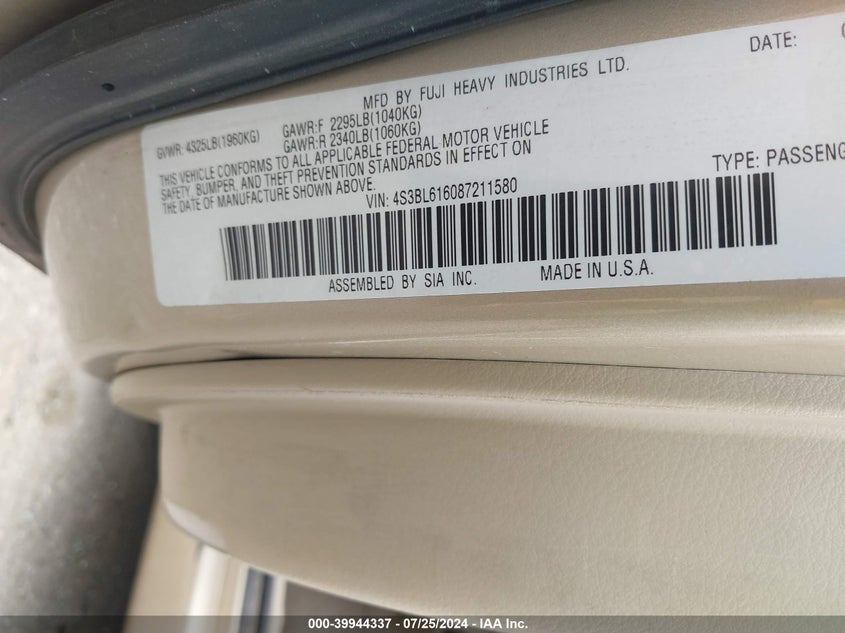 MFD BY FUJI HEAVY INDUSTRIES LTD.
DATE: 0
GVWR: 4325LB(1960KG)
GAWR:F 2295LB(1040KG)
GAWR:R 2340LB(1060KG)
THIS VEHICLE CONFORMS TO ALL APPLICABLE FEDERAL MOTOR VEHICLE
SAFETY, BUMPER, AND THEFT PREVENTION STANDARDS IN EFFECT ON
THE DATE OF MANUFACTURE SHOWN ABOVE.
VIN: 4S3BL616087211580
TYPE: PASSENG
ASSEMBLED BY SIA INC.
MADE IN U.S.A.
000-39944337 - 07/25/2024 - IAA Inc.